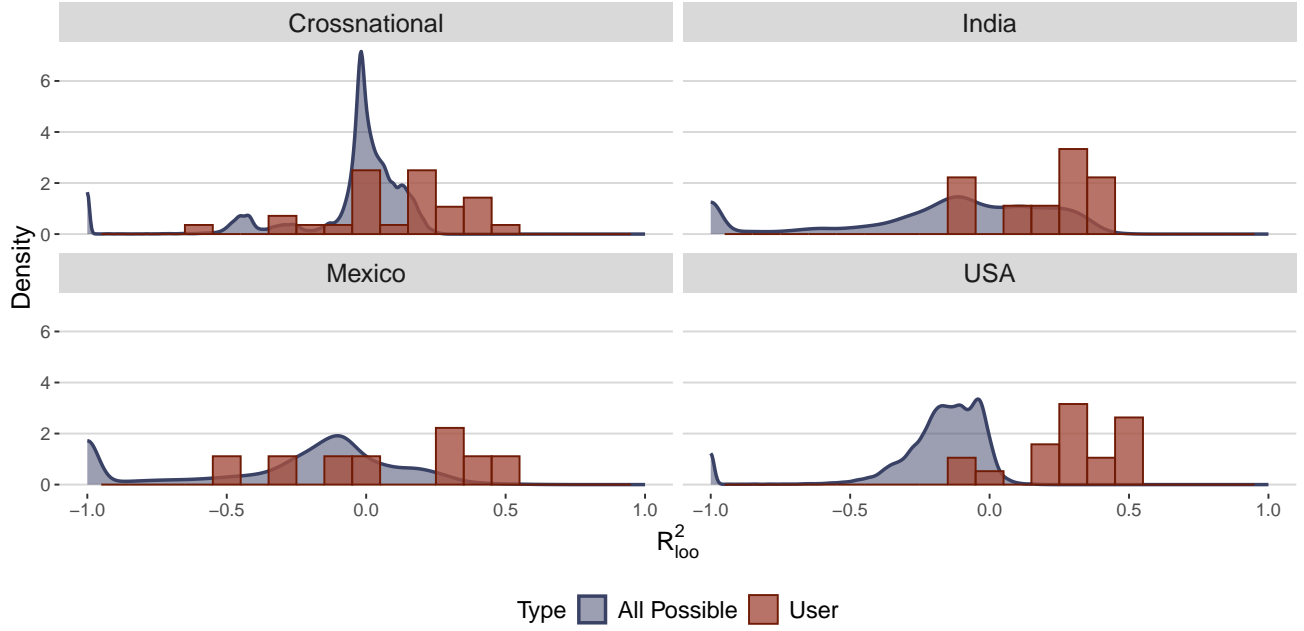 Crossnational India
6
4
2
0
Mexico USA
6
4
2
0
Density
−1.0 −0.5 0.0 0.5 1.0 −1.0 −0.5 0.0 0.5 1.0
R²loo
Type All Possible User